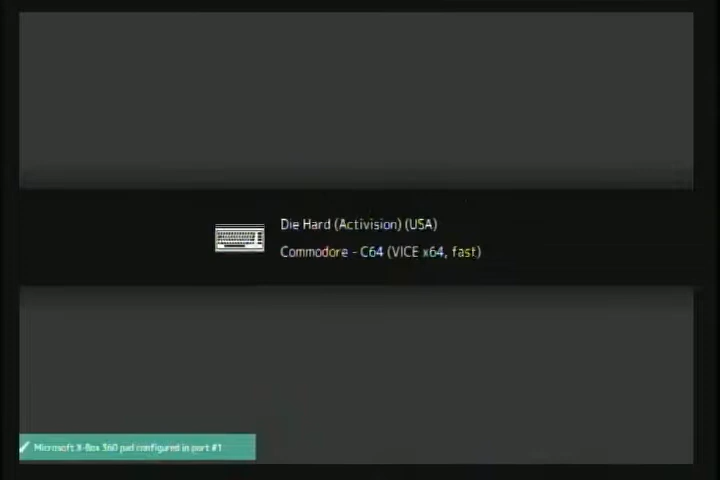 Die Hard (Activision) (USA)
Commodore - C64 (VICE x64, fast)
Microsoft X-Box 360 pad configured in port #1